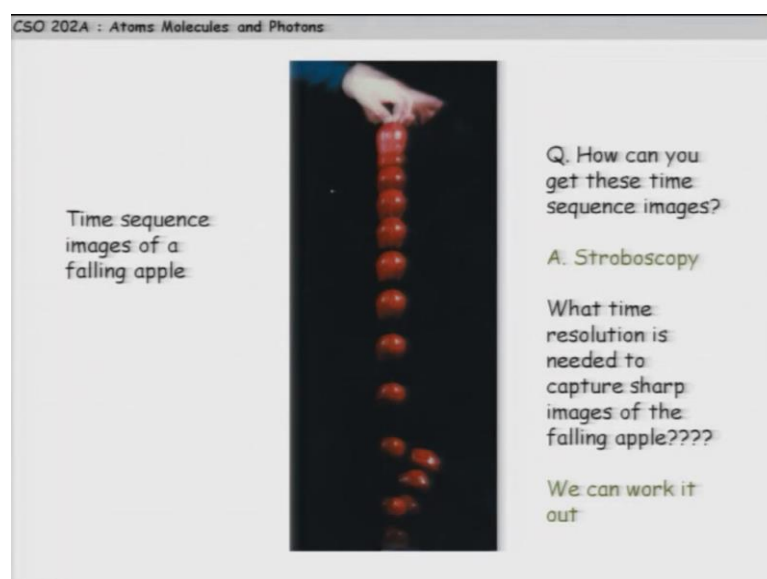 CSO 202A : Atoms Molecules and Photons
Time sequence
images of a
falling apple
Q. How can you
get these time
sequence images?
A. Stroboscopy
What time
resolution is
needed to
capture sharp
images of the
falling apple????
We can work it
out